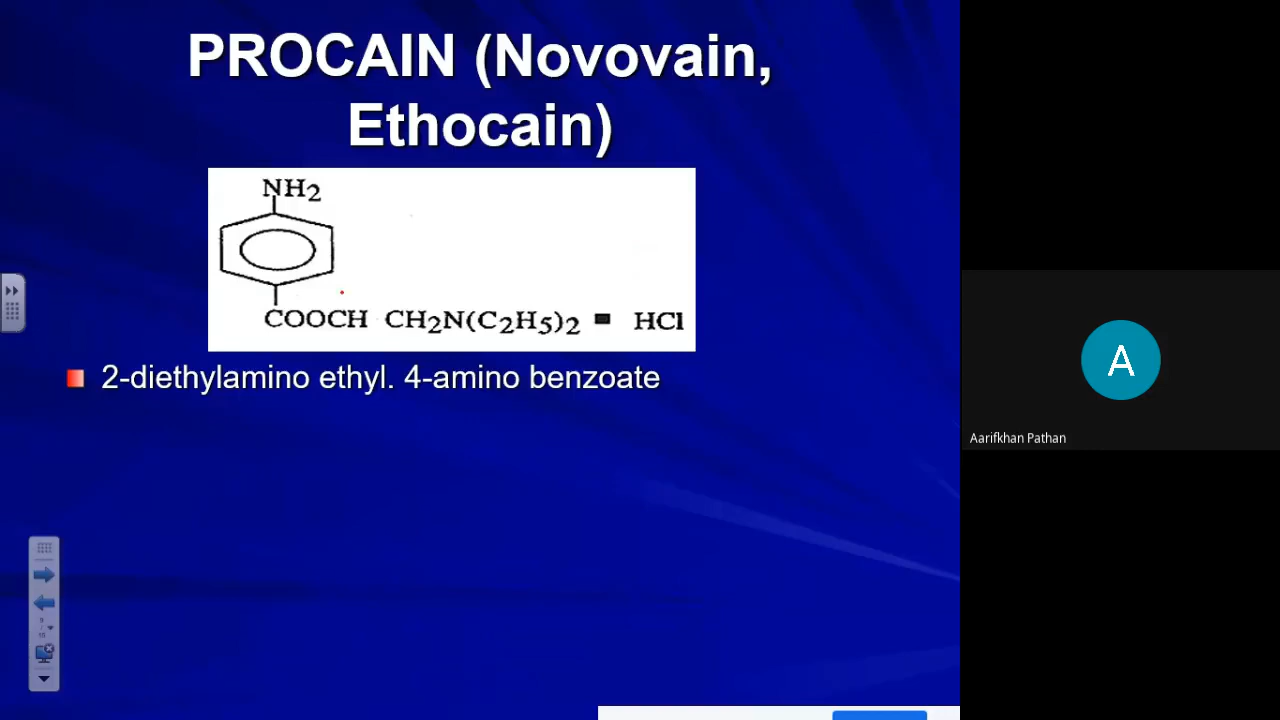 PROCAIN (Novovain,
Ethocain)
NH2
COOCH CH2N(C2H5)2 = HCl
2-diethylamino ethyl. 4-amino benzoate
A
Aarifkhan Pathan